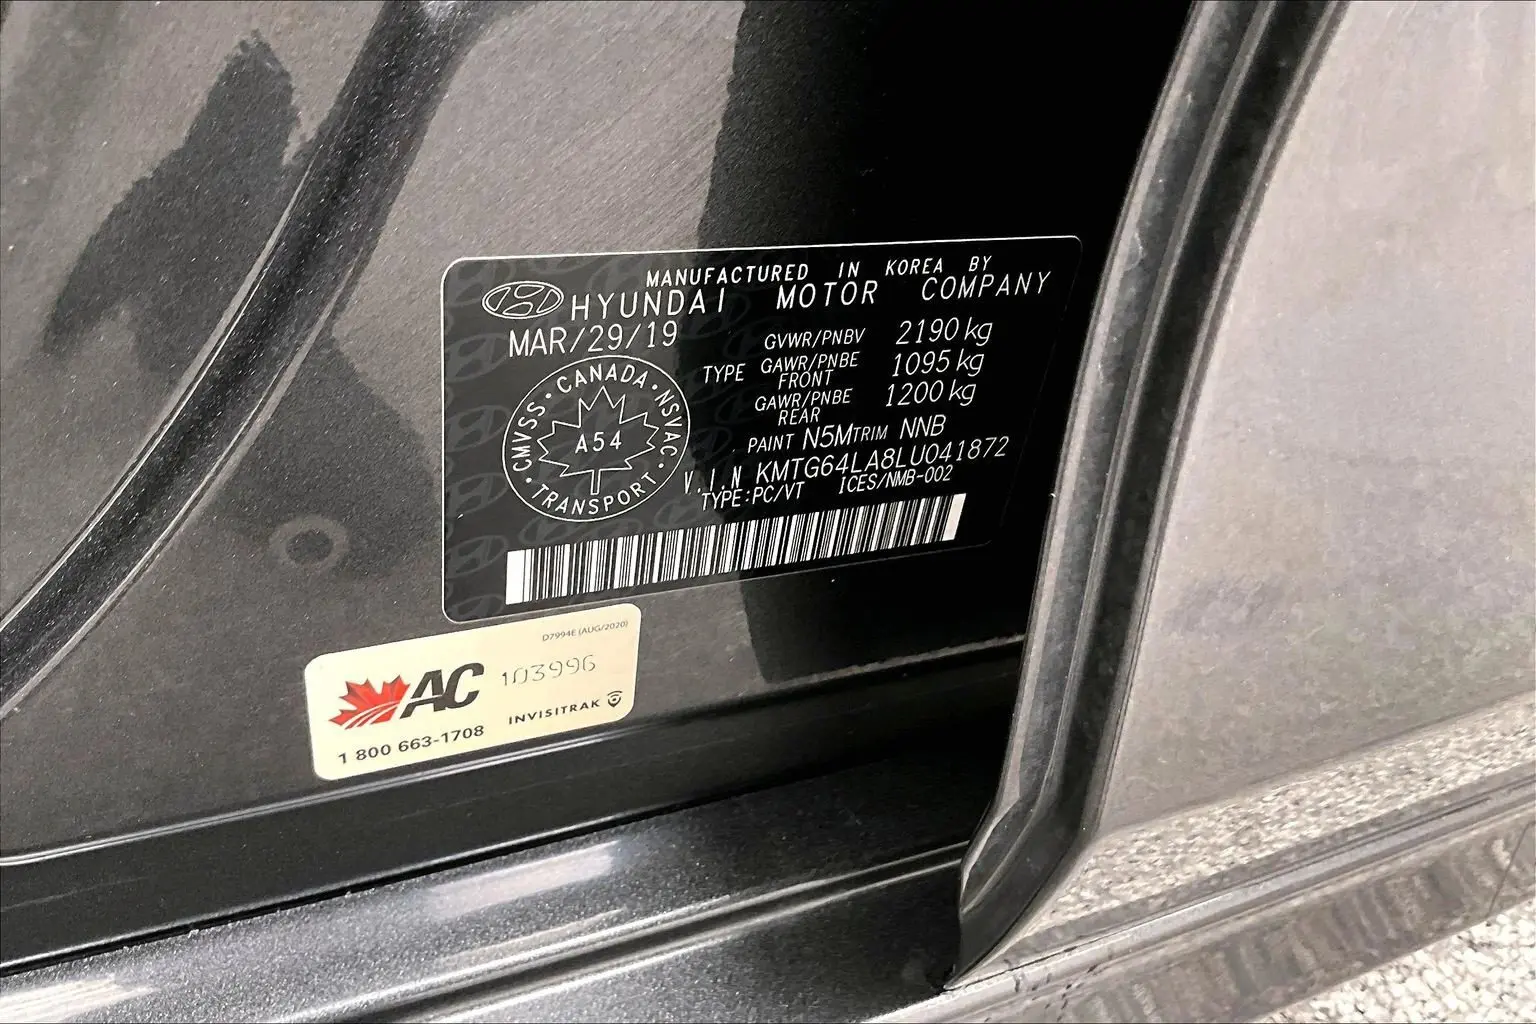 MANUFACTURED IN KOREA BY
HYUNDAI MOTOR COMPANY
MAR/29/19
GVWR/PNBV 2190 kg
TYPE GAWR/PNBE FRONT 1095 kg
GAWR/PNBE REAR 1200 kg
PAINT N5M TRIM NNB
V.I.N KMTG64LA8LU041872
TYPE:PC/VT ICES/NMB-002
CMVSS · CANADA · NSVAC · TRANSPORT ·
A54
D7994E (AUG/2020)
AC 103996
INVISITRAK
1 800 663-1708